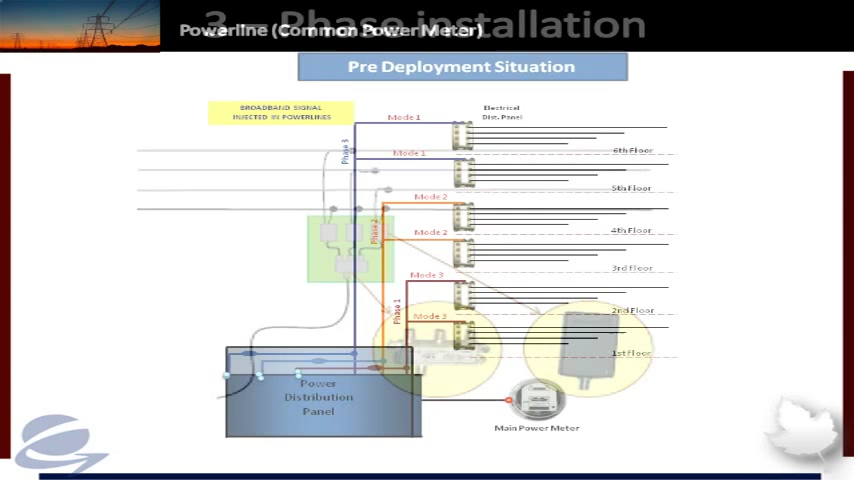 3 – Phase installation
Powerline (Common Power Meter)
Pre Deployment Situation
BROADBAND SIGNAL
INJECTED IN POWERLINES
Electrical
Dist. Panel
Mode 1
Phase 3
6th Floor
Mode 1
5th Floor
Mode 2
Phase 2
4th Floor
Mode 2
3rd Floor
Mode 3
Phase 1
2nd Floor
Mode 3
1st Floor
Power
Distribution
Panel
Main Power Meter